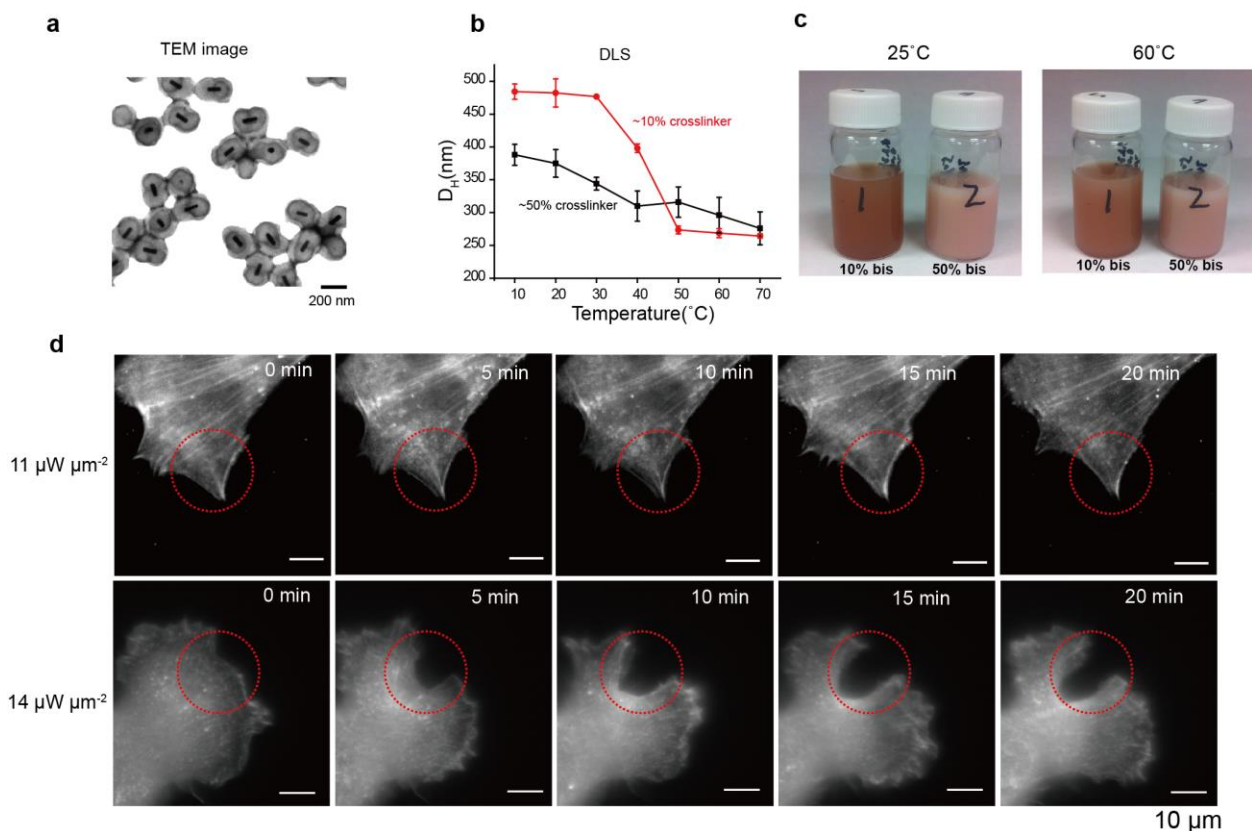 a
TEM image
200 nm
b
DLS
D_H(nm)
500
450
400
350
300
250
200
~10% crosslinker
~50% crosslinker
10 20 30 40 50 60 70
Temperature(˚C)
c
25˚C
60˚C
1
2
10% bis
50% bis
1
2
10% bis
50% bis
d
11 µW µm⁻²
0 min
5 min
10 min
15 min
20 min
14 µW µm⁻²
0 min
5 min
10 min
15 min
20 min
10 µm